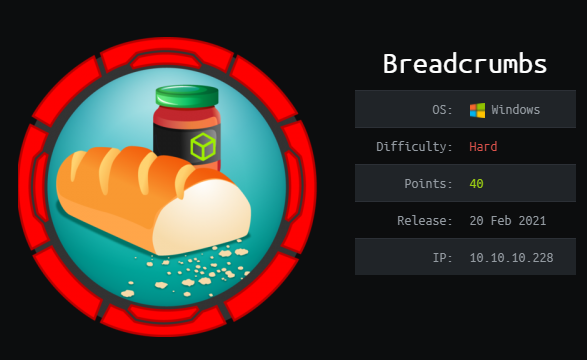 Breadcrumbs
OS: Windows
Difficulty: Hard
Points: 40
Release: 20 Feb 2021
IP: 10.10.10.228